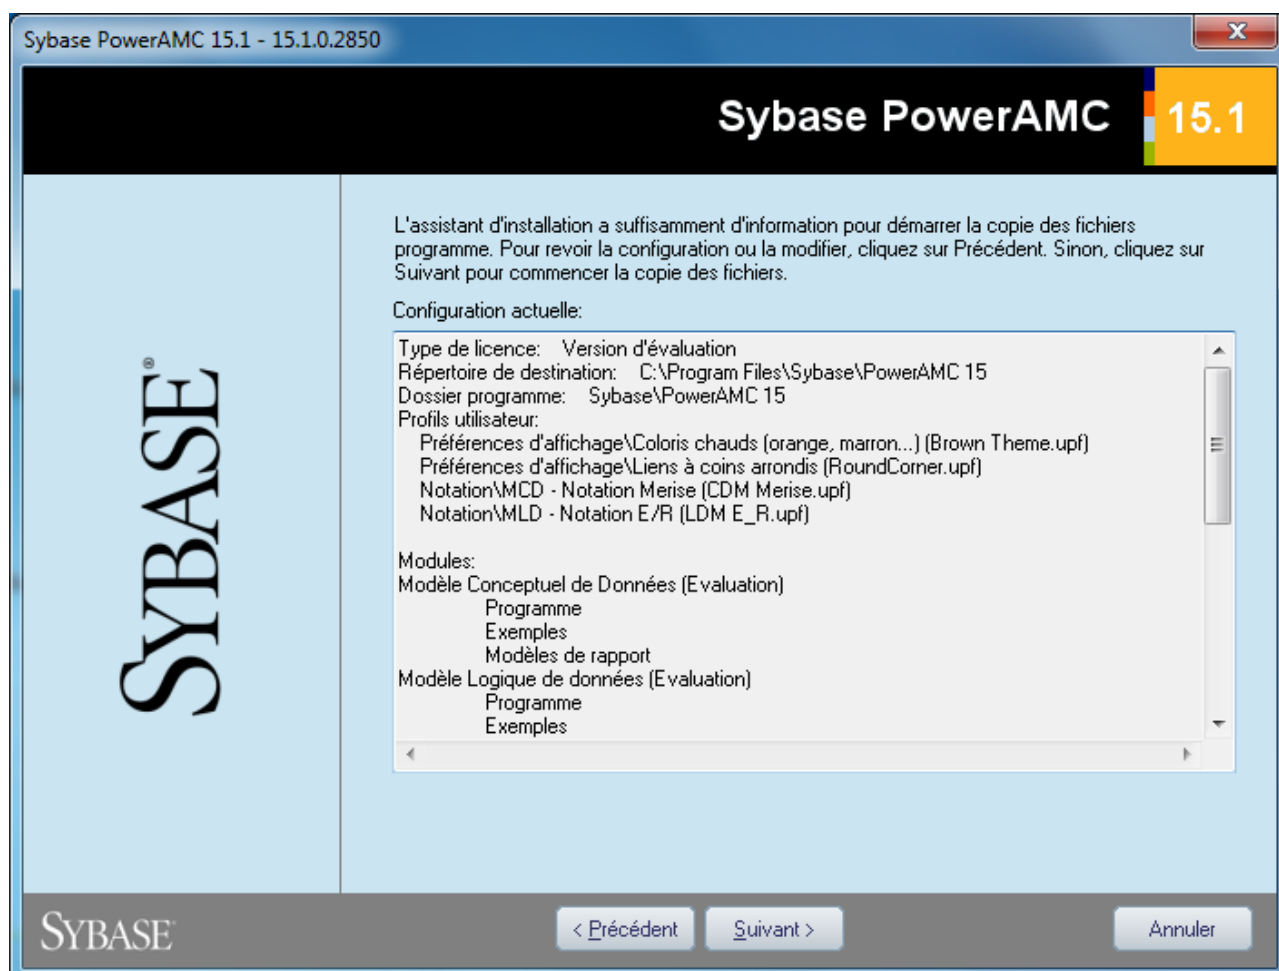 Sybase PowerAMC 15.1 - 15.1.0.2850
Sybase PowerAMC 15.1
L'assistant d'installation a suffisamment d'information pour démarrer la copie des fichiers
programme. Pour revoir la configuration ou la modifier, cliquez sur Précédent. Sinon, cliquez sur
Suivant pour commencer la copie des fichiers.
Configuration actuelle:
Type de licence: Version d'évaluation
Répertoire de destination: C:\Program Files\Sybase\PowerAMC 15
Dossier programme: Sybase\PowerAMC 15
Profils utilisateur:
Préférences d'affichage\Coloris chauds (orange, marron...) (Brown Theme.upf)
Préférences d'affichage\Liens à coins arrondis (RoundCorner.upf)
Notation\MCD - Notation Merise (CDM Merise.upf)
Notation\MLD - Notation E/R (LDM E_R.upf)
Modules:
Modèle Conceptuel de Données (Evaluation)
Programme
Exemples
Modèles de rapport
Modèle Logique de données (Evaluation)
Programme
Exemples
SYBASE®
SYBASE
< Précédent
Suivant >
Annuler